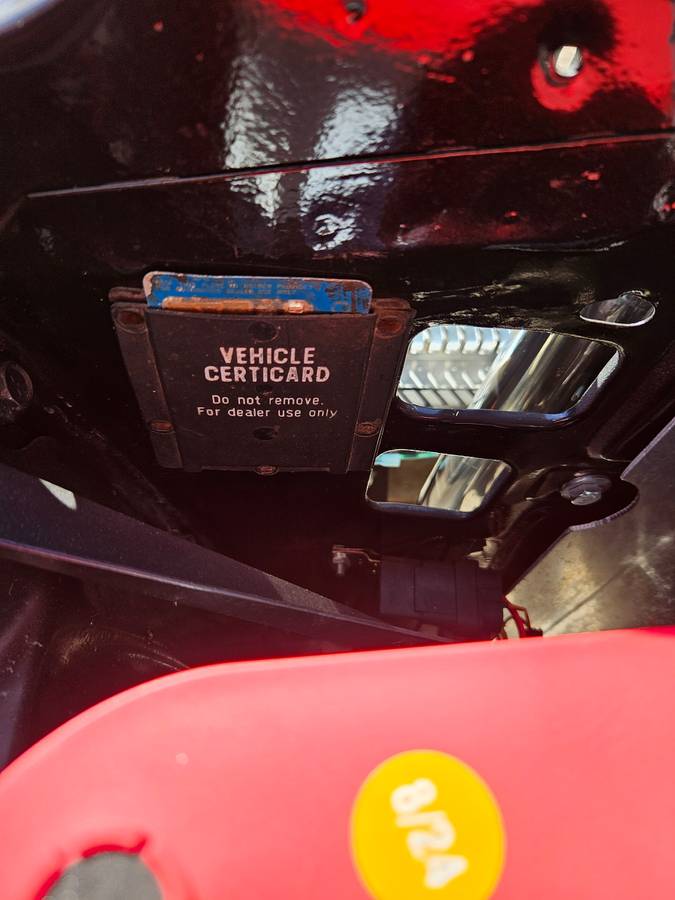 VEHICLE
CERTICARD
Do not remove.
For dealer use only
8/24